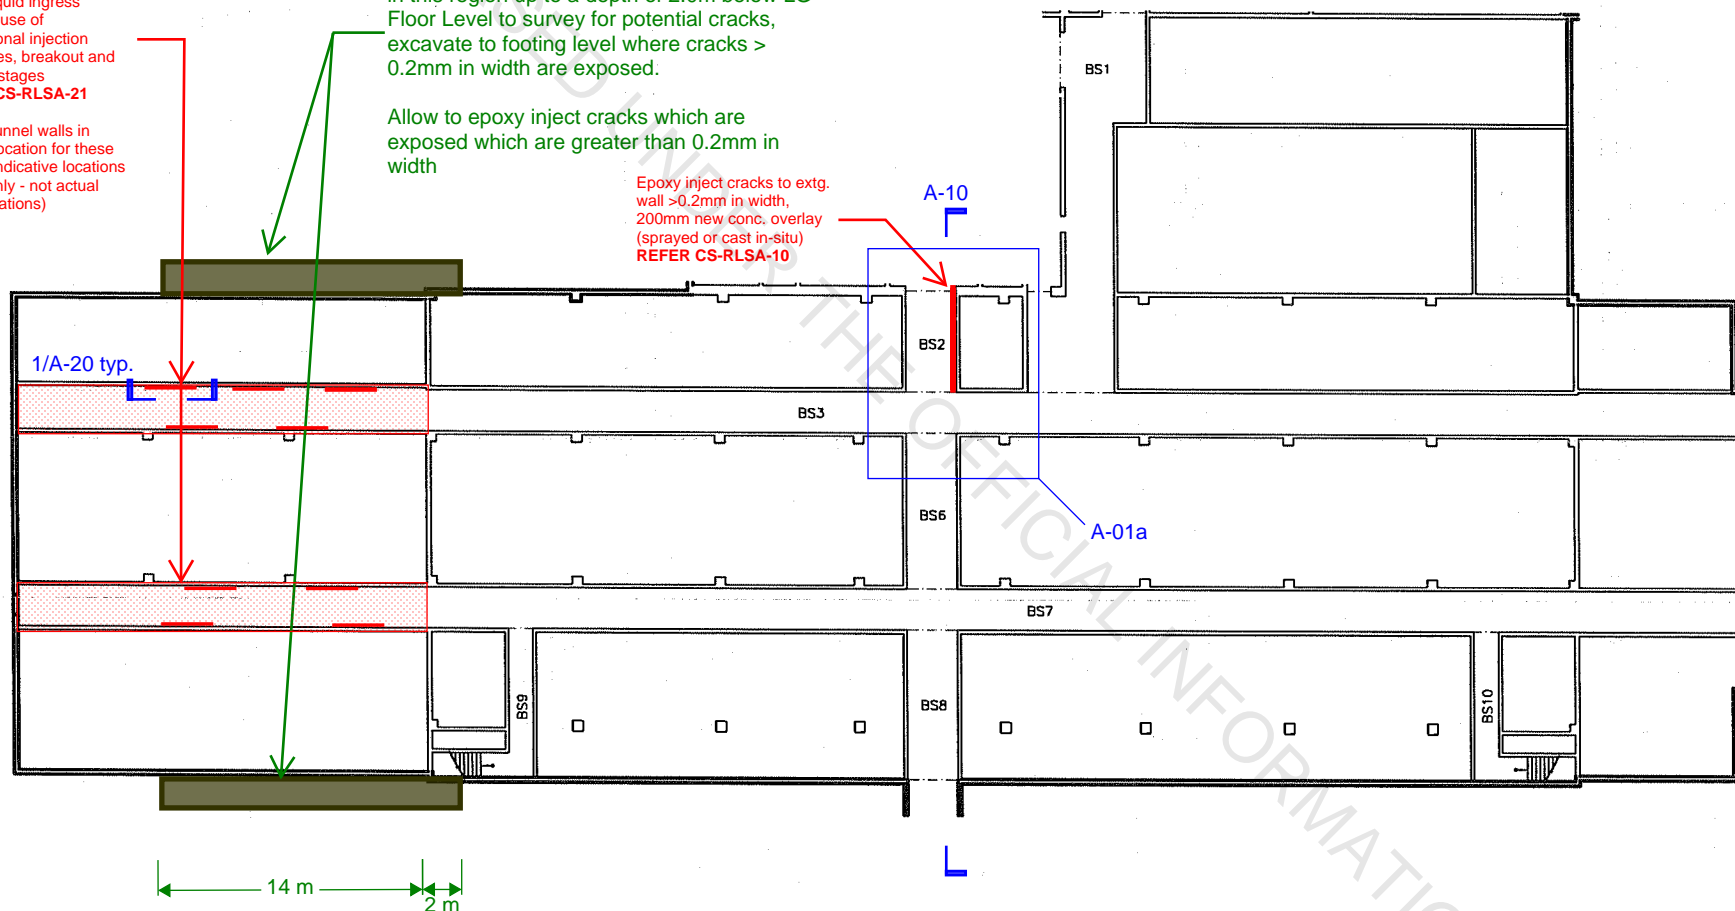 quid ingress
use of
onal injection
es, breakout and
stages
CS-RLSA-21
unnel walls in
ocation for these
ndicative locations
nly - not actual
ations)
Floor Level to survey for potential cracks,
excavate to footing level where cracks >
0.2mm in width are exposed.
Allow to epoxy inject cracks which are
exposed which are greater than 0.2mm in
width
Epoxy inject cracks to extg.
wall >0.2mm in width,
200mm new conc. overlay
(sprayed or cast in-situ)
REFER CS-RLSA-10
A-10
BS1
1/A-20 typ.
BS2
BS3
BS6
A-01a
BS7
BS9
BS8
BS10
14 m
2 m
SED UNDER THE OFFICIAL INFORMATIO